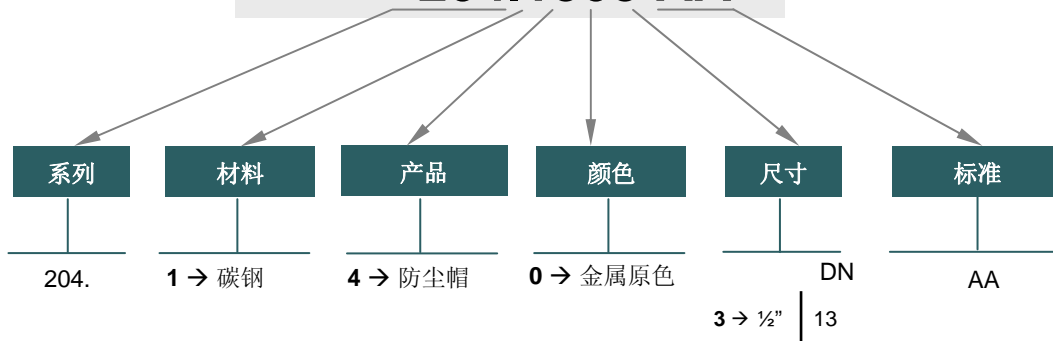 系列 材料 产品 颜色 尺寸 标准
204. 1 → 碳钢 4 → 防尘帽 0 → 金属原色 DN AA
3 → ½” 13